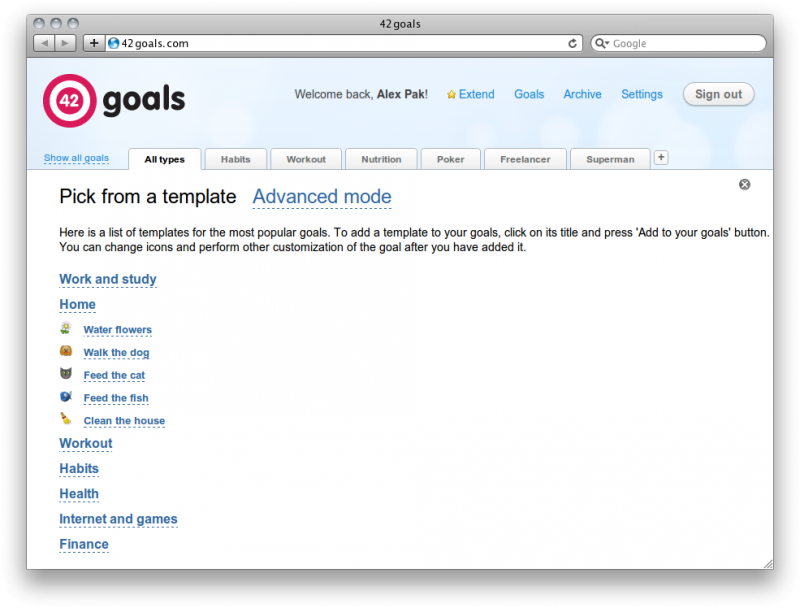 42goals
42goals.com
Google
42 goals
Welcome back, Alex Pak! Extend Goals Archive Settings Sign out
Show all goals All types Habits Workout Nutrition Poker Freelancer Superman +
Pick from a template Advanced mode
Here is a list of templates for the most popular goals. To add a template to your goals, click on its title and press 'Add to your goals' button.
You can change icons and perform other customization of the goal after you have added it.
Work and study
Home
Water flowers
Walk the dog
Feed the cat
Feed the fish
Clean the house
Workout
Habits
Health
Internet and games
Finance